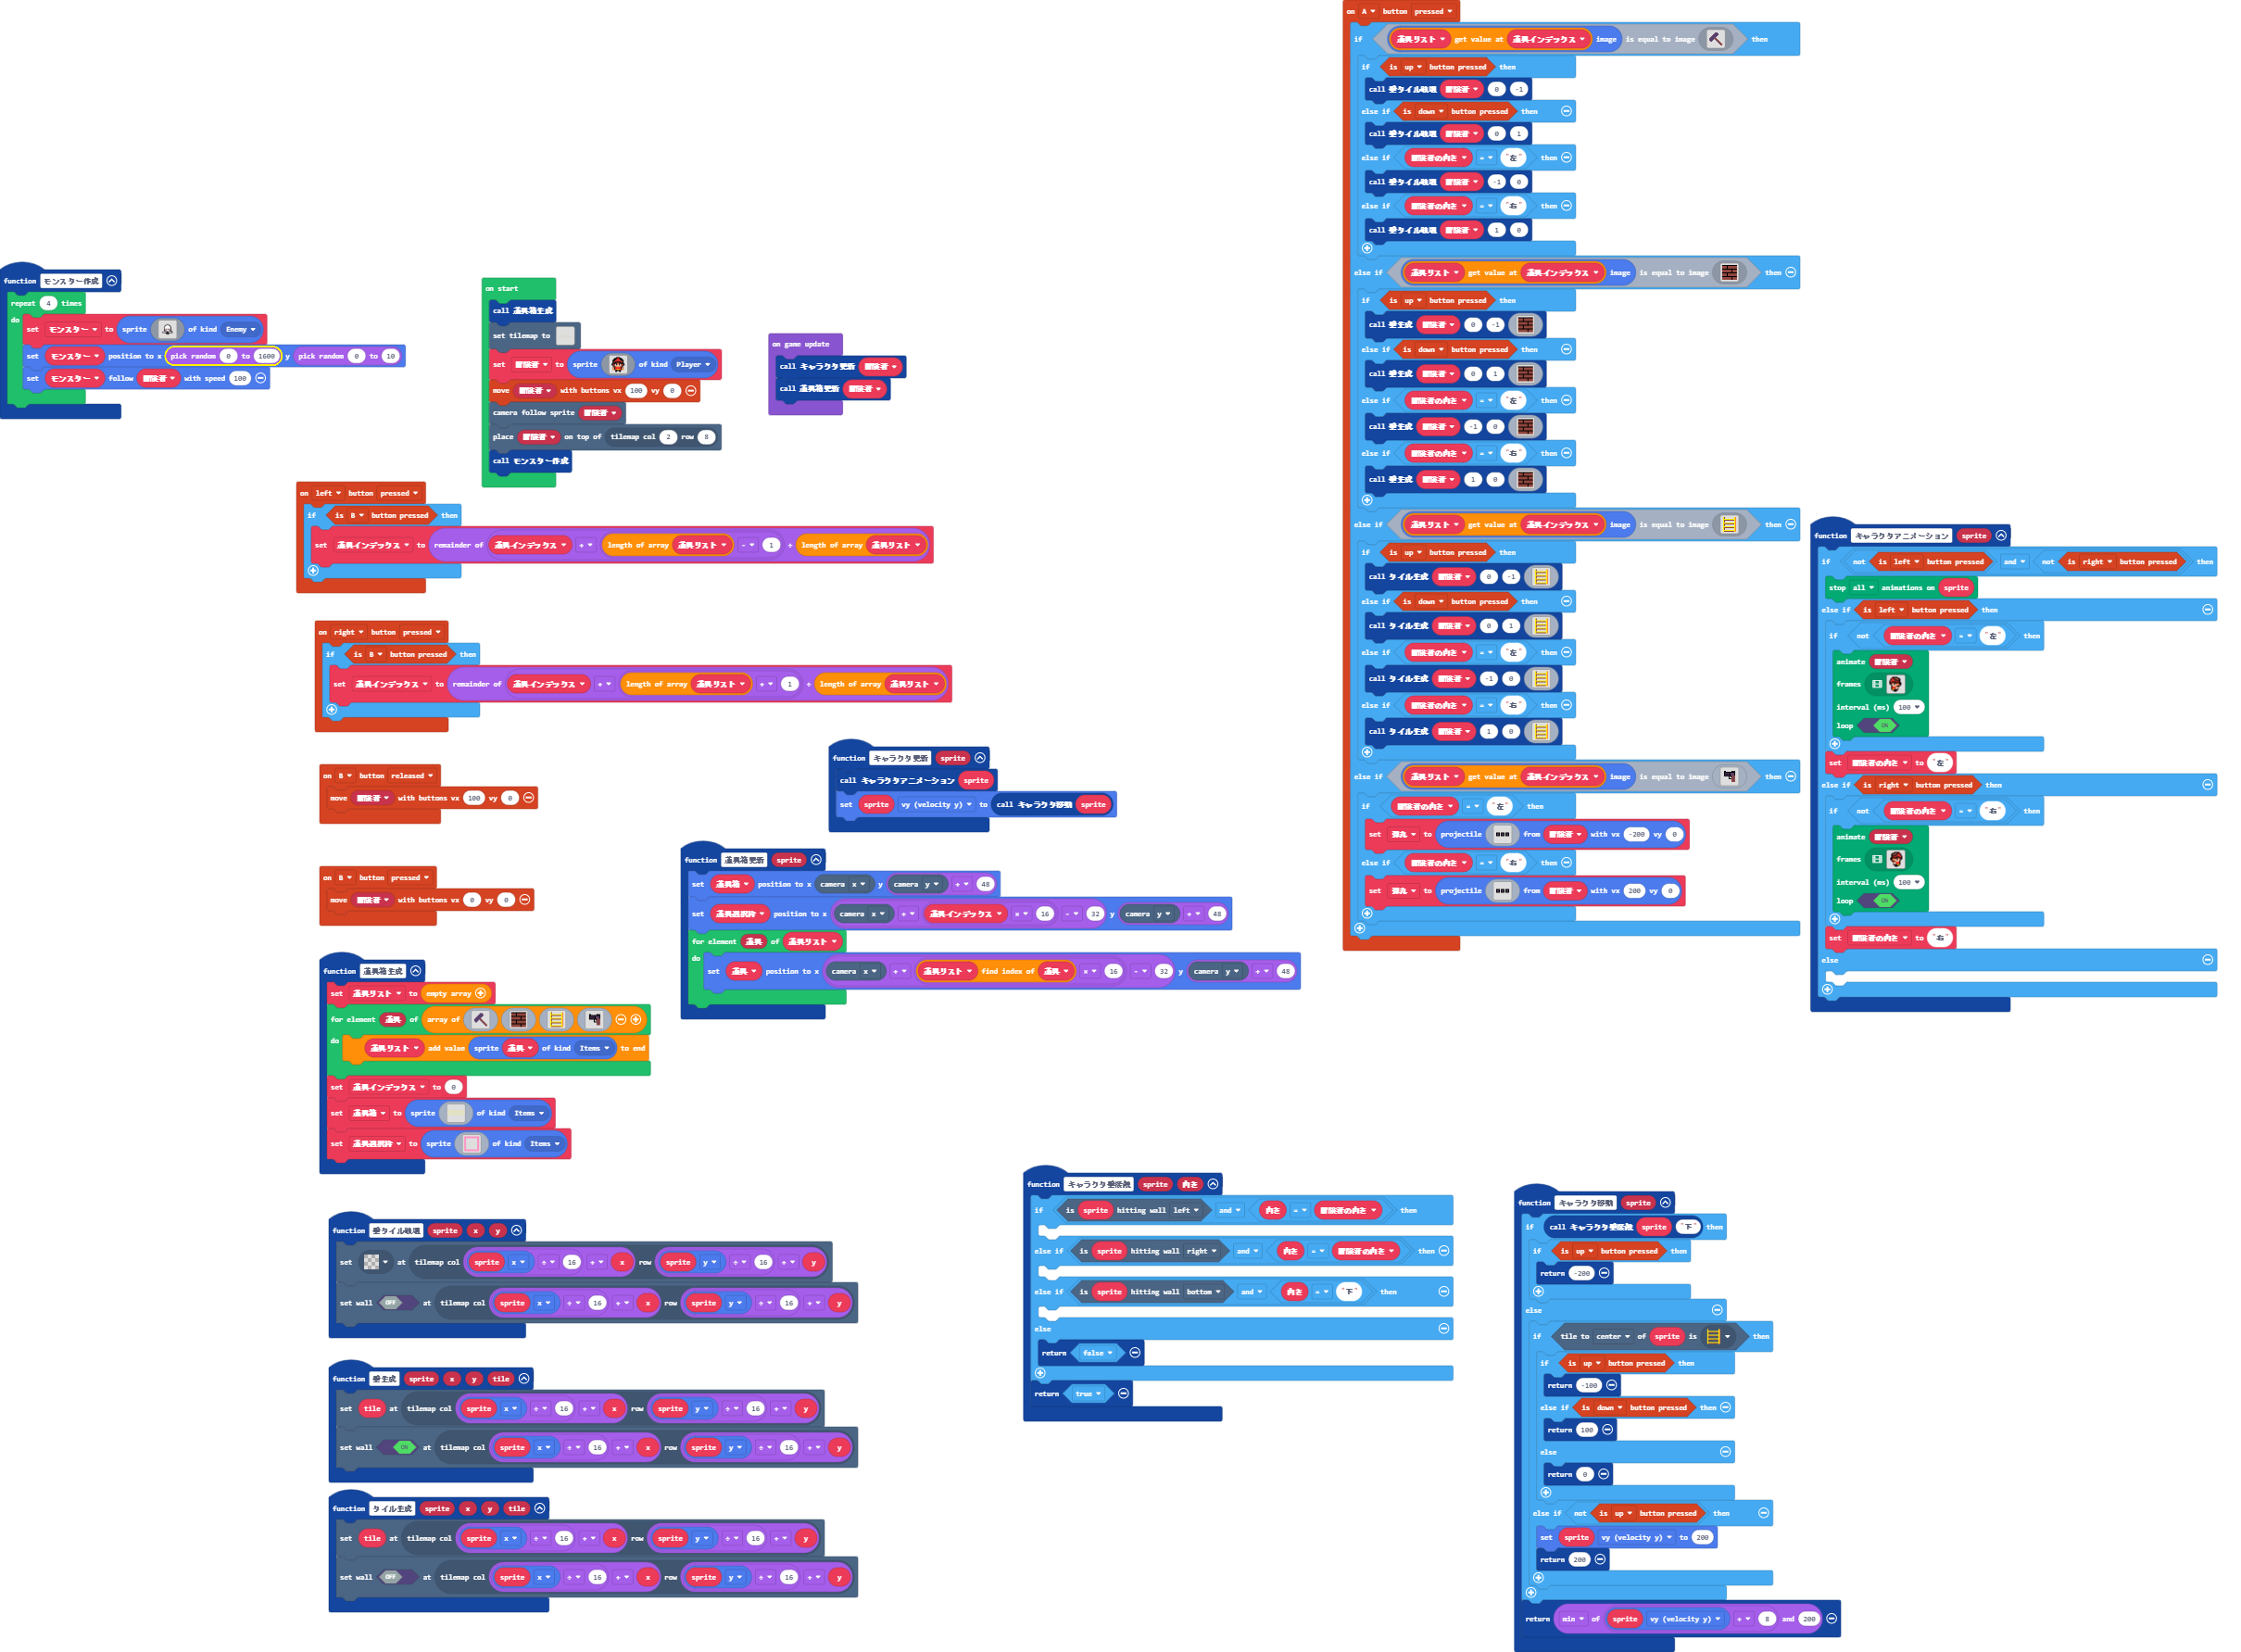 function モンスター作成
repeat 4 times
do
set モンスター to sprite of kind Enemy
set モンスター position to x pick random 0 to 1600 y pick random 0 to 10
set モンスター follow 冒険者 with speed 100
on start
call 道具箱生成
set tilemap to
set 冒険者 to sprite of kind Player
move 冒険者 with buttons vx 100 vy 0
camera follow sprite 冒険者
place 冒険者 on top of tilemap col 2 row 8
call モンスター作成
on game update
call キャラクタ更新 冒険者
call 道具箱更新 冒険者
on left button pressed
if is B button pressed then
set 道具インデックス to remainder of 道具インデックス + length of array 道具リスト - 1 ÷ length of array 道具リスト
on right button pressed
if is B button pressed then
set 道具インデックス to remainder of 道具インデックス + length of array 道具リスト + 1 ÷ length of array 道具リスト
on B button released
move 冒険者 with buttons vx 100 vy 0
on B button pressed
move 冒険者 with buttons vx 0 vy 0
function 道具箱生成
set 道具リスト to empty array
for element 道具 of array of
do
道具リスト add value sprite 道具 of kind Items to end
set 道具インデックス to 0
set 道具箱 to sprite of kind Items
set 道具選択枠 to sprite of kind Items
function キャラクタ更新 sprite
call キャラクタアニメーション sprite
set sprite vy (velocity y) to call キャラクタ移動 sprite
function 道具箱更新 sprite
set 道具箱 position to x camera x y camera y + 48
set 道具選択枠 position to x camera x + 道具インデックス × 16 - 32 y camera y + 48
for element 道具 of 道具リスト
do
set 道具 position to x camera x + 道具リスト find index of 道具 × 16 - 32 y camera y + 48
function 壁タイル破壊 sprite x y
set at tilemap col sprite x ÷ 16 + x row sprite y ÷ 16 + y
set wall OFF at tilemap col sprite x ÷ 16 + x row sprite y ÷ 16 + y
function 壁生成 sprite x y tile
set tile at tilemap col sprite x ÷ 16 + x row sprite y ÷ 16 + y
set wall ON at tilemap col sprite x ÷ 16 + x row sprite y ÷ 16 + y
function タイル生成 sprite x y tile
set tile at tilemap col sprite x ÷ 16 + x row sprite y ÷ 16 + y
set wall OFF at tilemap col sprite x ÷ 16 + x row sprite y ÷ 16 + y
on A button pressed
if 道具リスト get value at 道具インデックス image is equal to image then
if is up button pressed then
call 壁タイル破壊 冒険者 0 -1
else if is down button pressed then
call 壁タイル破壊 冒険者 0 1
else if 冒険者の向き = "左" then
call 壁タイル破壊 冒険者 -1 0
else if 冒険者の向き = "右" then
call 壁タイル破壊 冒険者 1 0
else if 道具リスト get value at 道具インデックス image is equal to image then
if is up button pressed then
call 壁生成 冒険者 0 -1
else if is down button pressed then
call 壁生成 冒険者 0 1
else if 冒険者の向き = "左" then
call 壁生成 冒険者 -1 0
else if 冒険者の向き = "右" then
call 壁生成 冒険者 1 0
else if 道具リスト get value at 道具インデックス image is equal to image then
if is up button pressed then
call タイル生成 冒険者 0 -1
else if is down button pressed then
call タイル生成 冒険者 0 1
else if 冒険者の向き = "左" then
call タイル生成 冒険者 -1 0
else if 冒険者の向き = "右" then
call タイル生成 冒険者 1 0
else if 道具リスト get value at 道具インデックス image is equal to image then
if 冒険者の向き = "左" then
set 弾丸 to projectile from 冒険者 with vx -200 vy 0
else if 冒険者の向き = "右" then
set 弾丸 to projectile from 冒険者 with vx 200 vy 0
function キャラクタアニメーション sprite
if not is left button pressed and not is right button pressed then
stop all animations on sprite
else if is left button pressed then
if not 冒険者の向き = "左" then
animate 冒険者
frames
interval (ms) 100
loop ON
set 冒険者の向き to "左"
else if is right button pressed then
if not 冒険者の向き = "右" then
animate 冒険者
frames
interval (ms) 100
loop ON
set 冒険者の向き to "右"
else
function キャラクタ壁接触 sprite 向き
if is sprite hitting wall left and 向き = 冒険者の向き then
else if is sprite hitting wall right and 向き = 冒険者の向き then
else if is sprite hitting wall bottom and 向き = "下" then
else
return false
return true
function キャラクタ移動 sprite
if call キャラクタ壁接触 sprite "下" then
if is up button pressed then
return -200
else
if tile to center of sprite is then
if is up button pressed then
return -100
else if is down button pressed then
return 100
else
return 0
else if not is up button pressed then
set sprite vy (velocity y) to 200
return 200
return min of sprite vy (velocity y) + 8 and 200